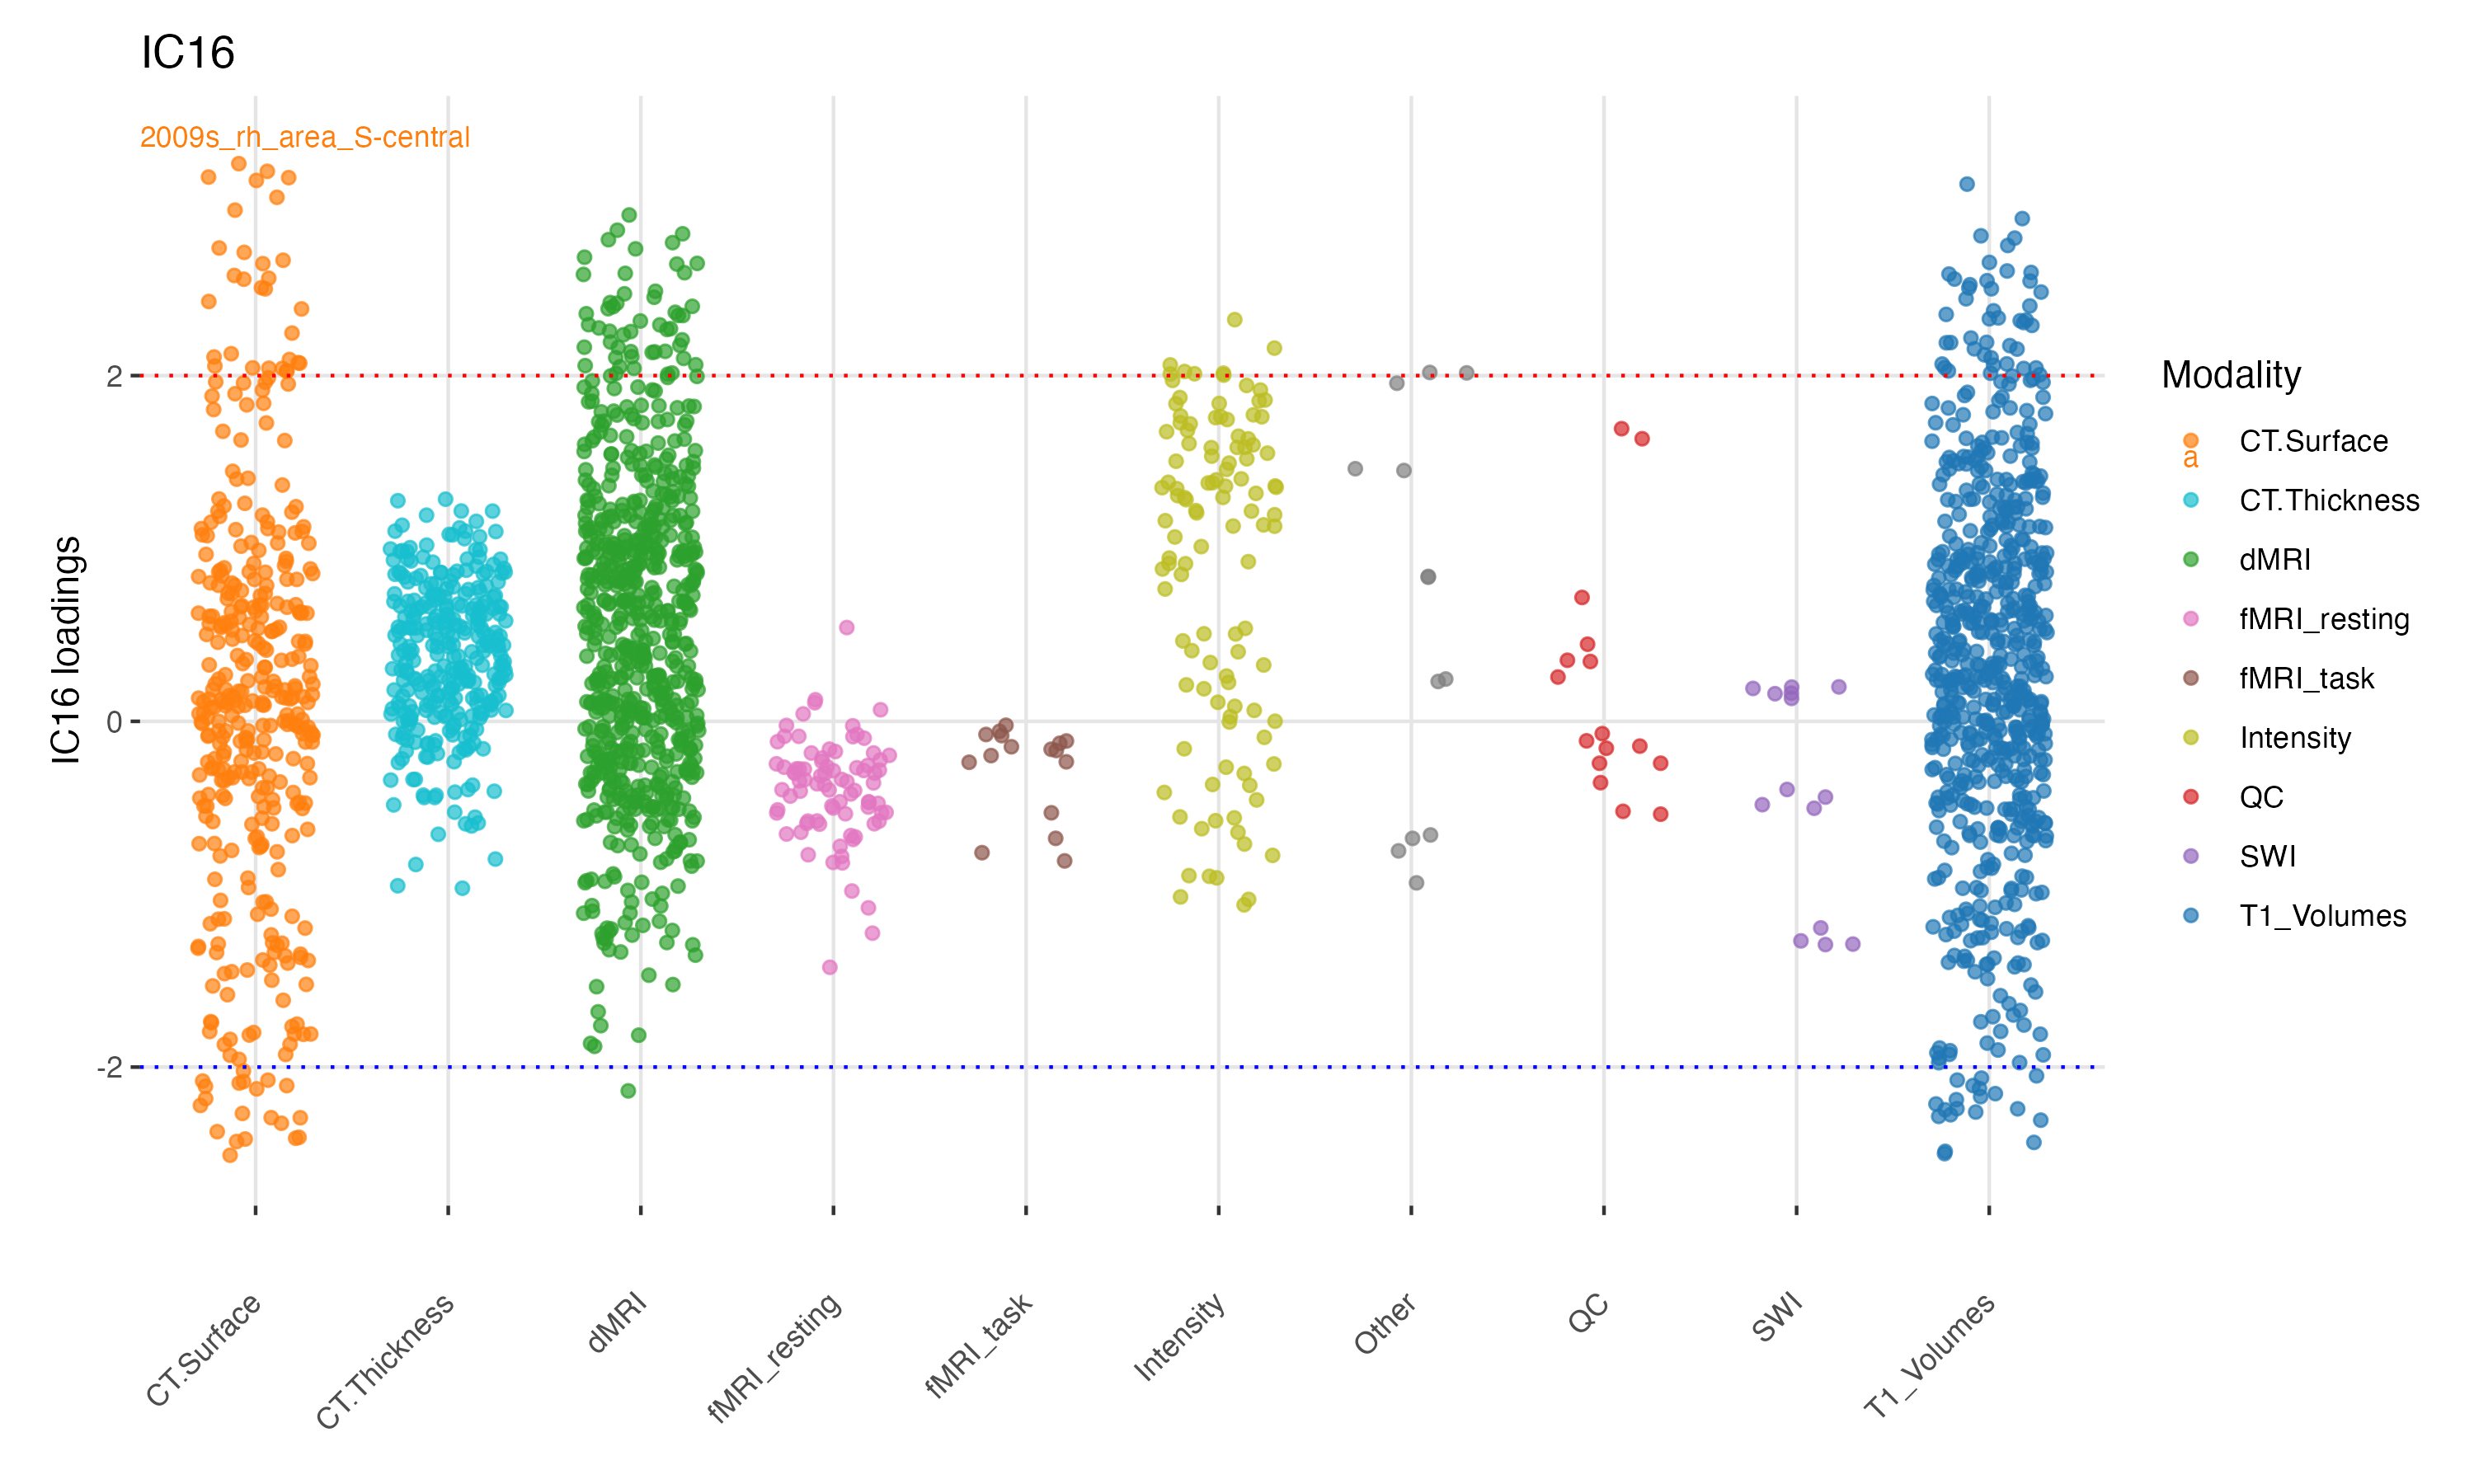 IC16
2009s_rh_area_S-central
IC16 loadings
2
0
-2
CT.Surface
CT.Thickness
dMRI
fMRI_resting
fMRI_task
Intensity
Other
QC
SWI
T1_Volumes
Modality
a
CT.Surface
CT.Thickness
dMRI
fMRI_resting
fMRI_task
Intensity
QC
SWI
T1_Volumes